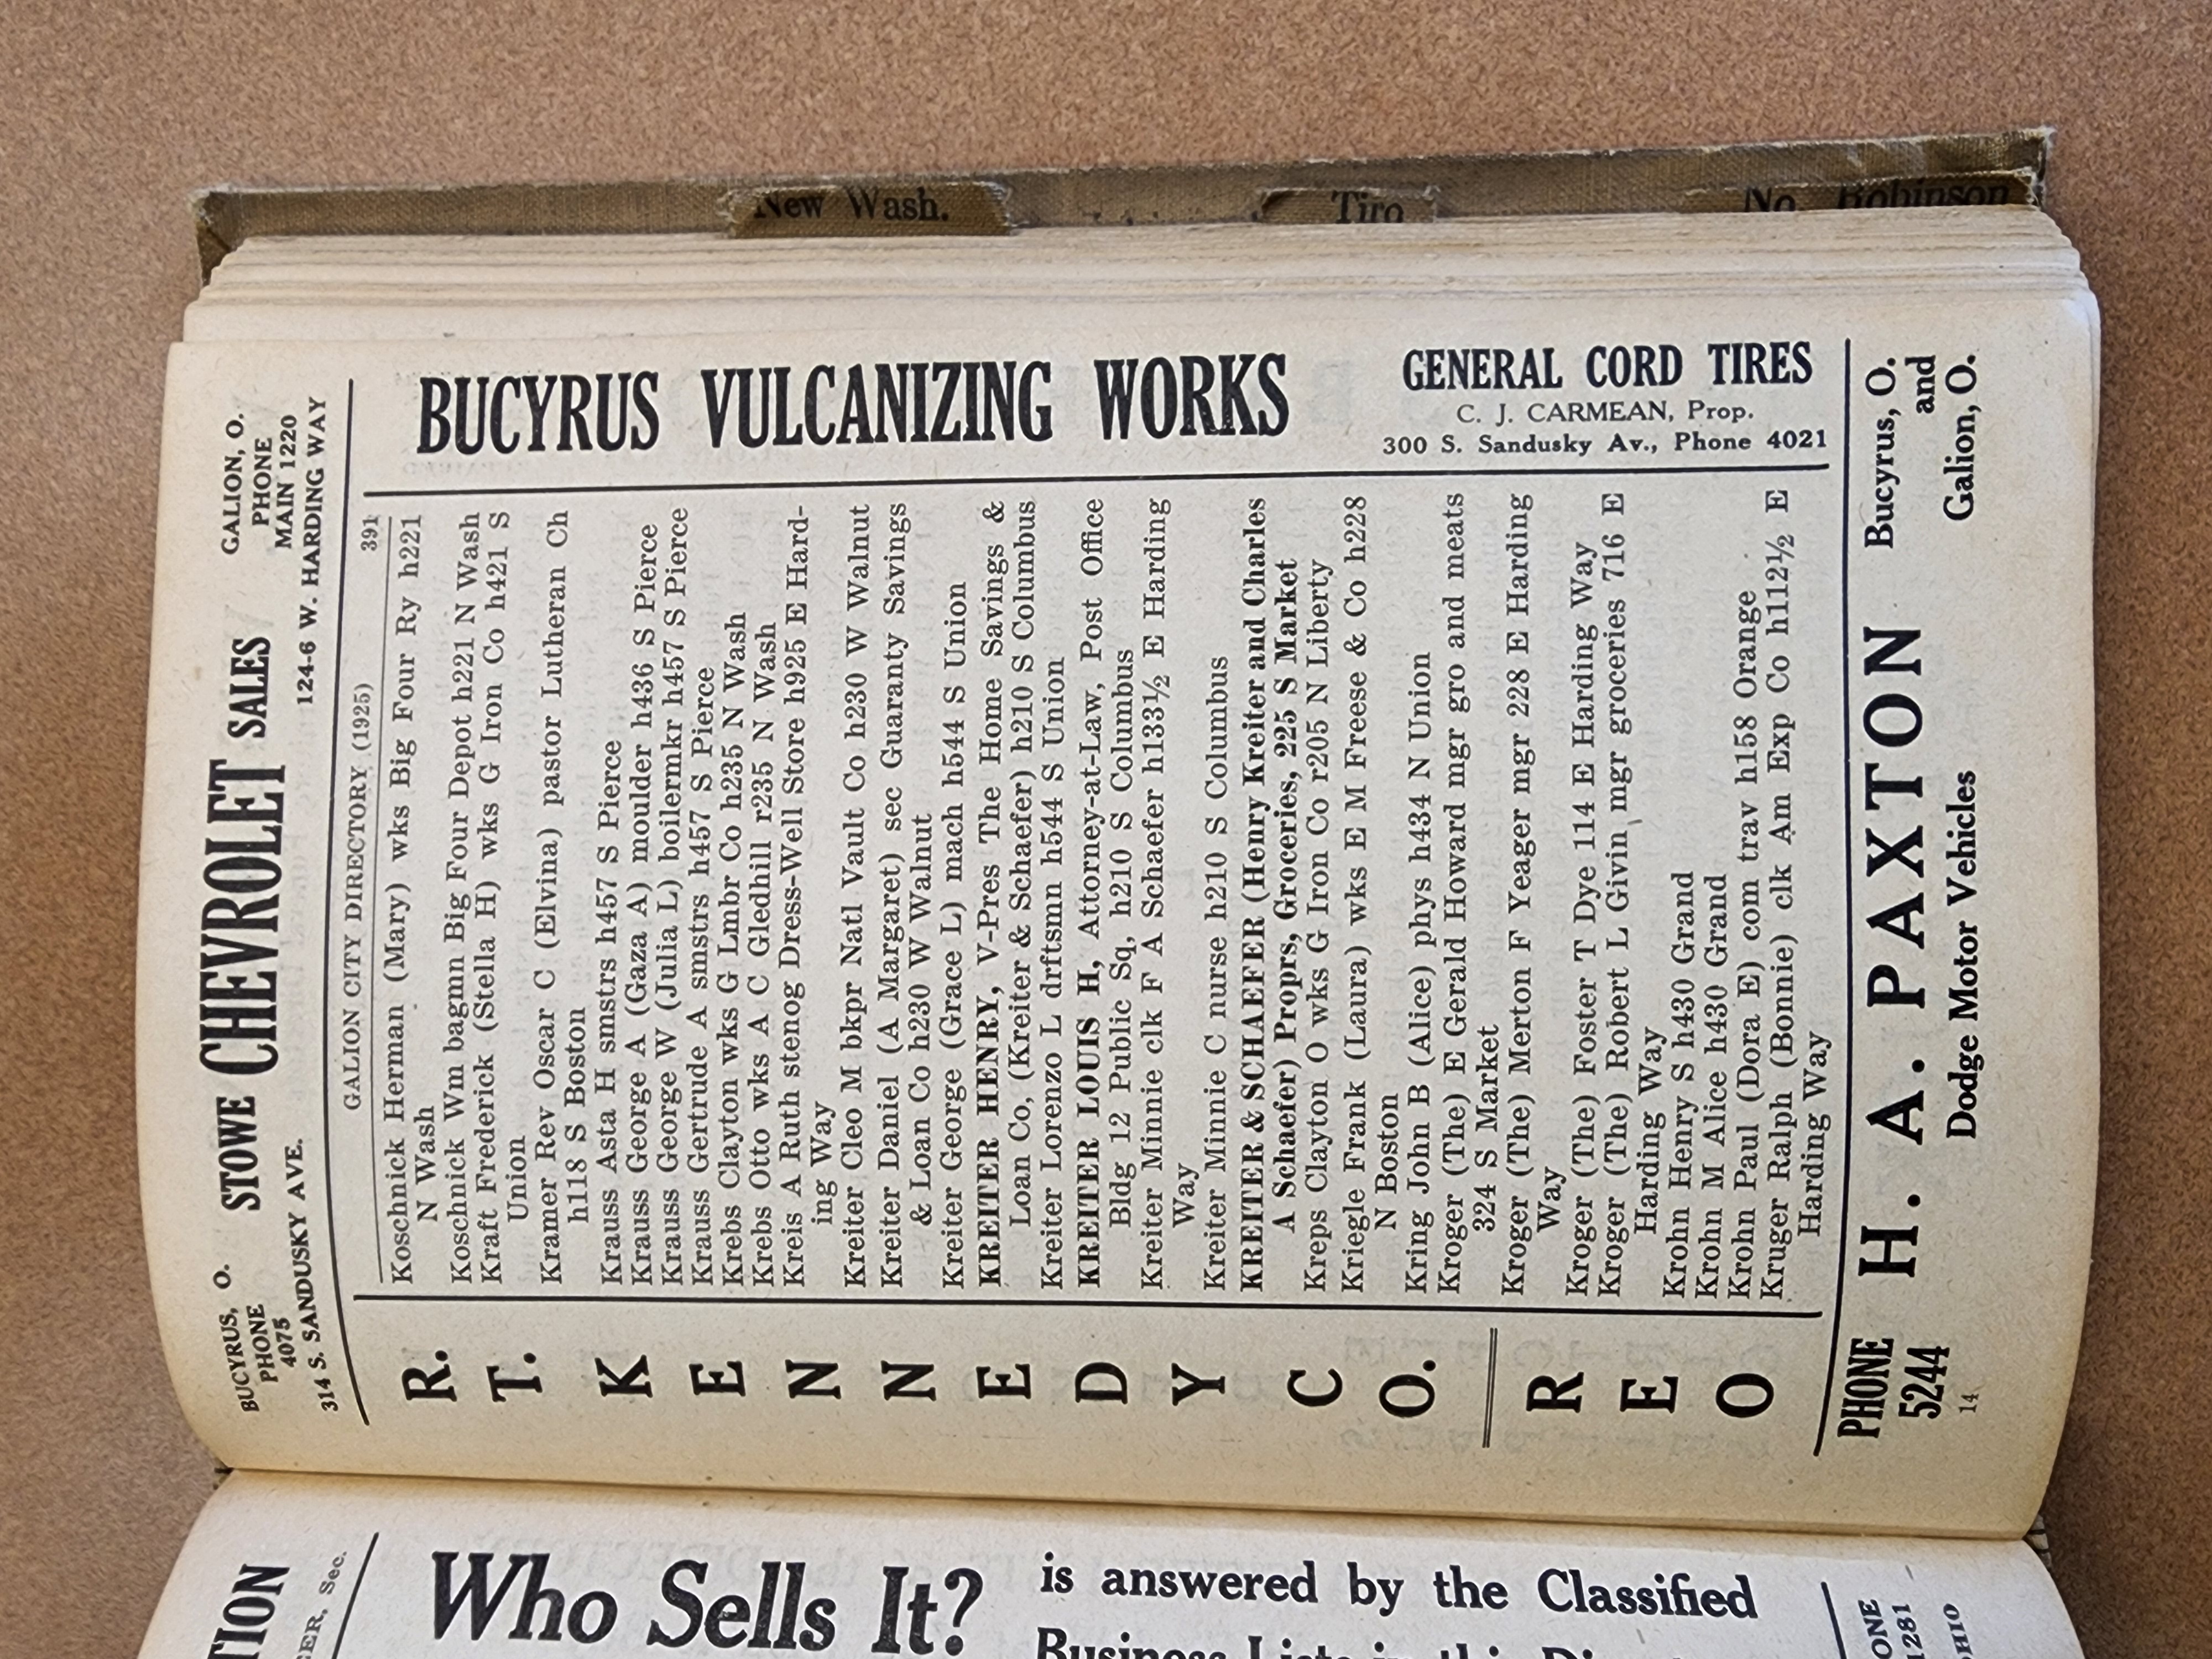 New Wash.
Tiro
No. Robinson
BUCYRUS, O.
PHONE
4075
314 S. SANDUSKY AVE.
STOWE CHEVROLET SALES
GALION, O.
PHONE
MAIN 1220
124-6 W. HARDING WAY
GALION CITY DIRECTORY (1925) 391
Koschnick Herman (Mary) wks Big Four Ry h221
N Wash
Koschnick Wm bagmn Big Four Depot h221 N Wash
Kraft Frederick (Stella H) wks G Iron Co h421 S
Union
Kramer Rev Oscar C (Elvina) pastor Lutheran Ch
h118 S Boston
Krauss Asta H smstrs h457 S Pierce
Krauss George A (Gaza A) moulder h436 S Pierce
Krauss George W (Julia L) boilermkr h457 S Pierce
Krauss Gertrude A smstrs h457 S Pierce
Krebs Clayton wks G Lmbr Co h235 N Wash
Krebs Otto wks A C Gledhill r235 N Wash
Kreis A Ruth stenog Dress-Well Store h925 E Hard-
ing Way
Kreiter Cleo M bkpr Natl Vault Co h230 W Walnut
Kreiter Daniel (A Margaret) sec Guaranty Savings
& Loan Co h230 W Walnut
Kreiter George (Grace L) mach h544 S Union
KREITER HENRY, V-Pres The Home Savings &
Loan Co, (Kreiter & Schaefer) h210 S Columbus
Kreiter Lorenzo L drftsmn h544 S Union
KREITER LOUIS H, Attorney-at-Law, Post Office
Bldg 12 Public Sq, h210 S Columbus
Kreiter Minnie clk F A Schaefer h133½ E Harding
Way
Kreiter Minnie C nurse h210 S Columbus
KREITER & SCHAEFER (Henry Kreiter and Charles
A Schaefer) Proprs, Groceries, 225 S Market
Kreps Clayton O wks G Iron Co r205 N Liberty
Kriegle Frank (Laura) wks E M Freese & Co h228
N Boston
Kring John B (Alice) phys h434 N Union
Kroger (The) E Gerald Howard mgr gro and meats
324 S Market
Kroger (The) Merton F Yeager mgr 228 E Harding
Way
Kroger (The) Foster T Dye 114 E Harding Way
Kroger (The) Robert L Givin mgr groceries 716 E
Harding Way
Krohn Henry S h430 Grand
Krohn M Alice h430 Grand
Krohn Paul (Dora E) com trav h158 Orange
Kruger Ralph (Bonnie) clk Am Exp Co h112½ E
Harding Way
R. T. KENNEDY CO.
REO
BUCYRUS VULCANIZING WORKS
GENERAL CORD TIRES
C. J. CARMEAN, Prop.
300 S. Sandusky Av., Phone 4021
PHONE
5244
H. A. PAXTON
Dodge Motor Vehicles
Bucyrus, O.
and
Galion, O.
14
TION
GER, Sec.
Who Sells It?
is answered by the Classified
Business Lists in this
ONE
1281
OHIO